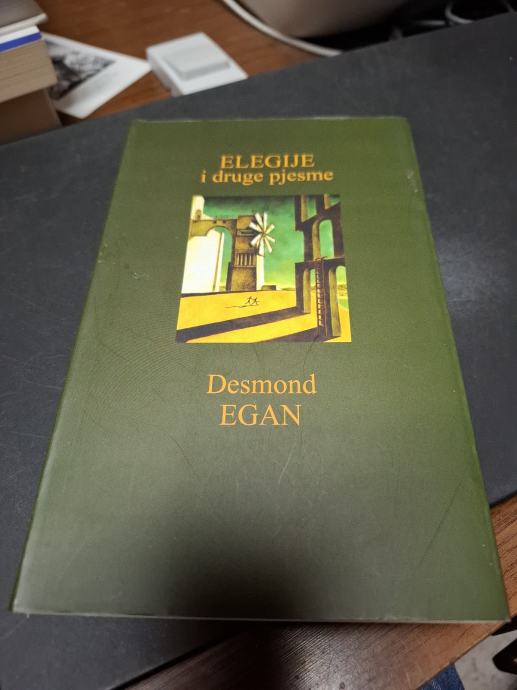 ELEGIJE
i druge pjesme
Desmond
EGAN